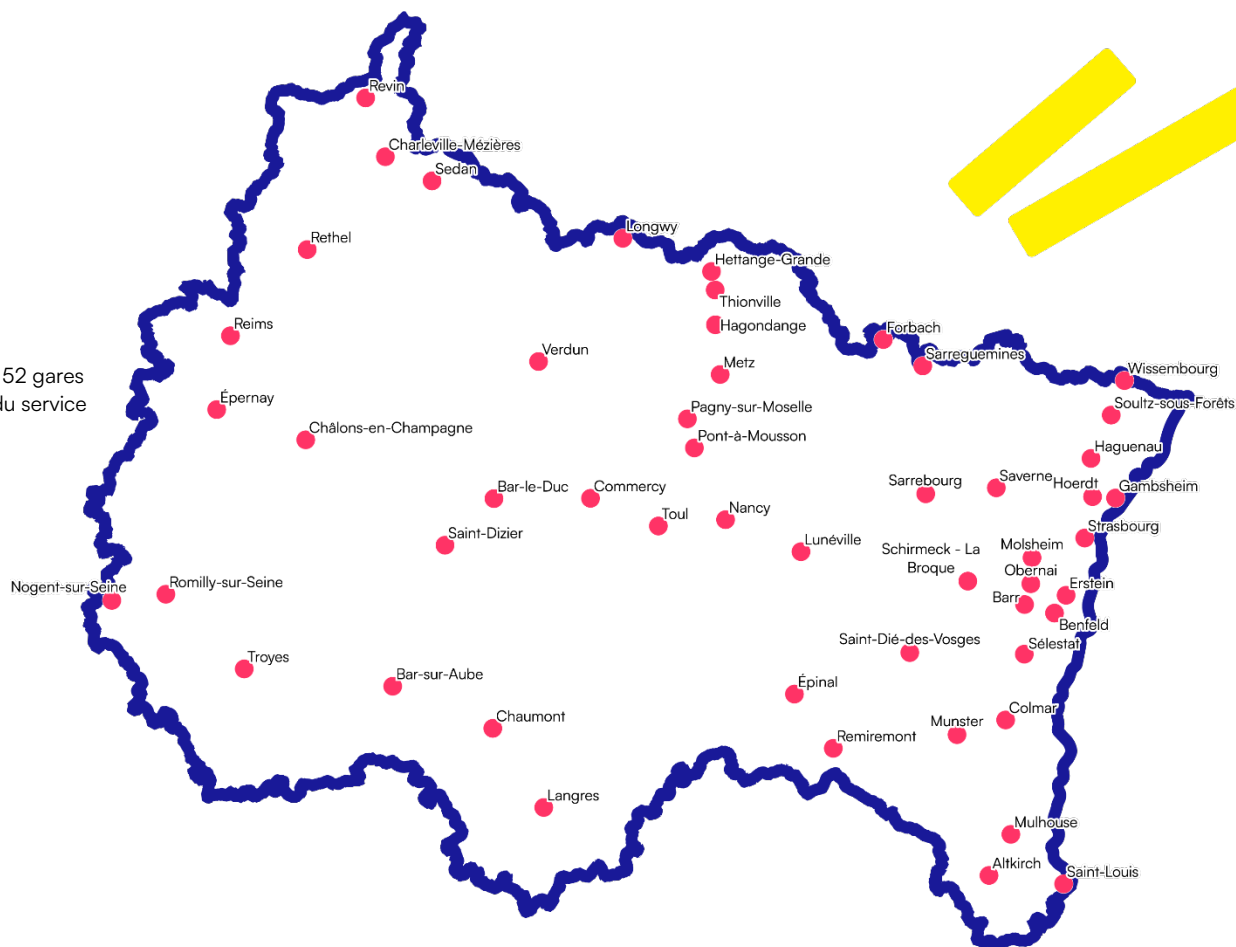 Revin
Charleville-Mézières
Sedan
Longwy
Rethel
Hettange-Grande
Thionville
Reims
Hagondange
Forbach
Verdun
Sarreguimines
Metz
Wissembourg
52 gares
du service
Épernay
Pagny-sur-Moselle
Soultz-sous-Forêts
Châlons-en-Champagne
Pont-à-Mousson
Haguenau
Bar-le-Duc
Commercy
Sarrebourg
Saverne
Hoerdt
Gambsheim
Toul
Nancy
Saint-Dizier
Strasbourg
Lunéville
Molsheim
Schirmeck - La
Broque
Obernai
Nogent-sur-Seine
Romilly-sur-Seine
Erstein
Barr
Benfeld
Saint-Dié-des-Vosges
Sélestat
Troyes
Bar-sur-Aube
Épinal
Chaumont
Munster
Colmar
Remiremont
Langres
Mulhouse
Altkirch
Saint-Louis